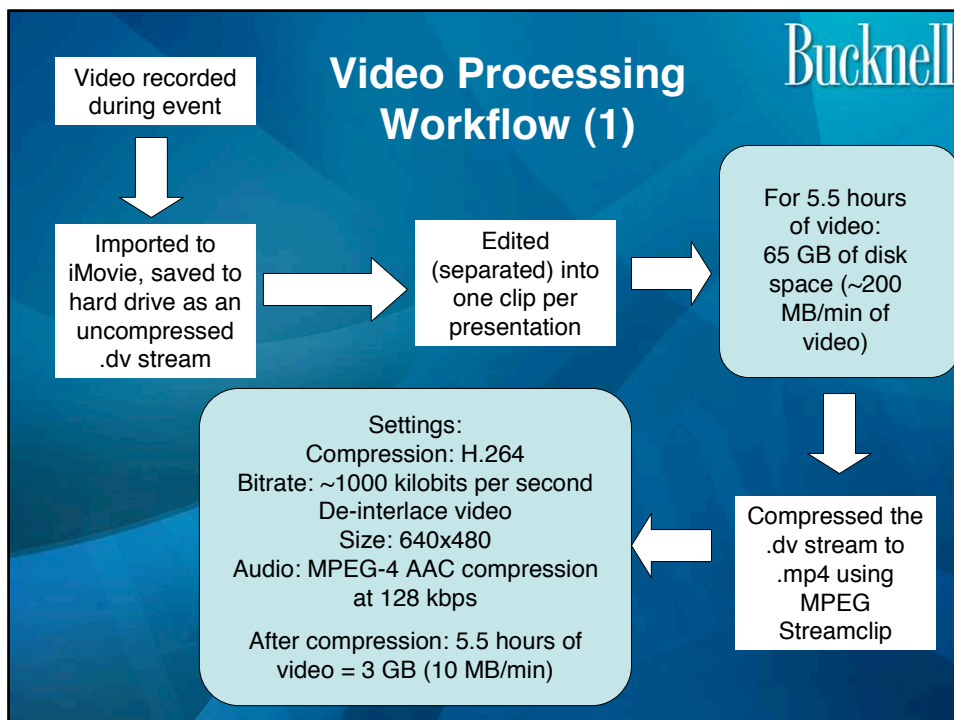 Bucknell
Video Processing
Workflow (1)
Video recorded
during event
Imported to
iMovie, saved to
hard drive as an
uncompressed
.dv stream
Edited
(separated) into
one clip per
presentation
For 5.5 hours
of video:
65 GB of disk
space (~200
MB/min of
video)
Compressed the
.dv stream to
.mp4 using
MPEG
Streamclip
Settings:
Compression: H.264
Bitrate: ~1000 kilobits per second
De-interlace video
Size: 640x480
Audio: MPEG-4 AAC compression
at 128 kbps
After compression: 5.5 hours of
video = 3 GB (10 MB/min)